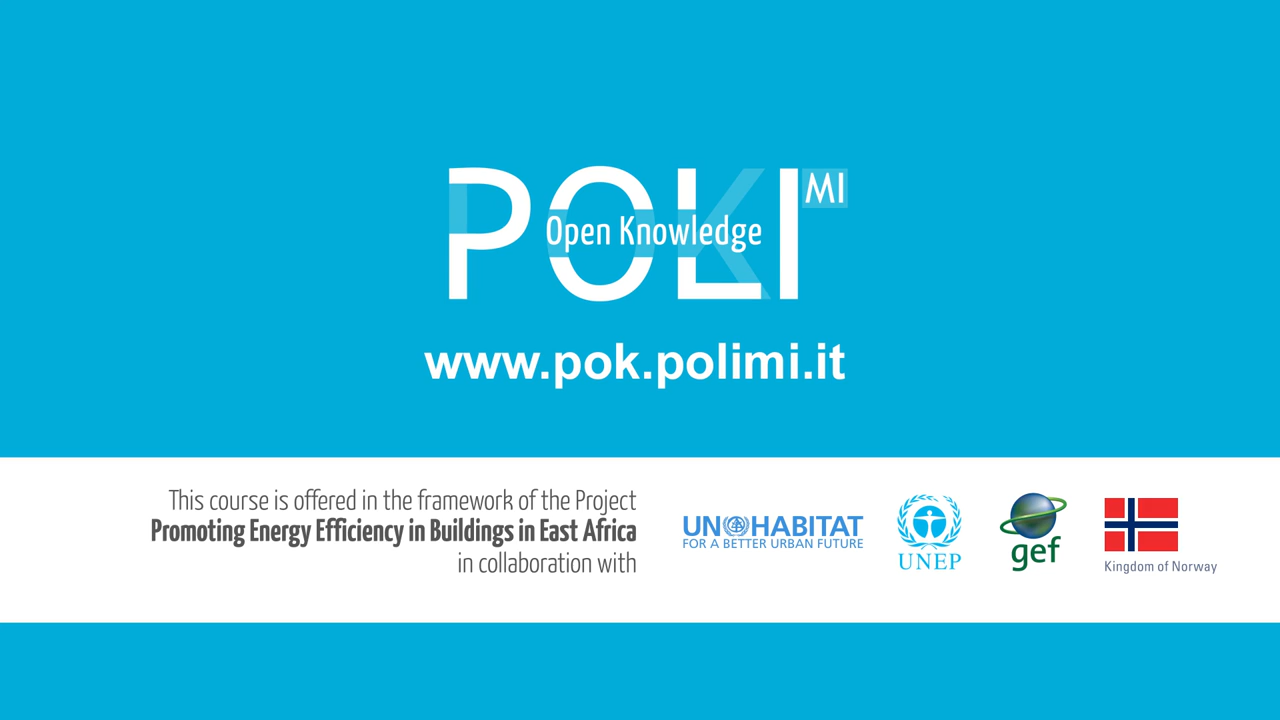 POLI MI
Open Knowledge
www.pok.polimi.it
This course is offered in the framework of the Project
Promoting Energy Efficiency in Buildings in East Africa
in collaboration with
UN HABITAT
FOR A BETTER URBAN FUTURE
UNEP
gef
Kingdom of Norway